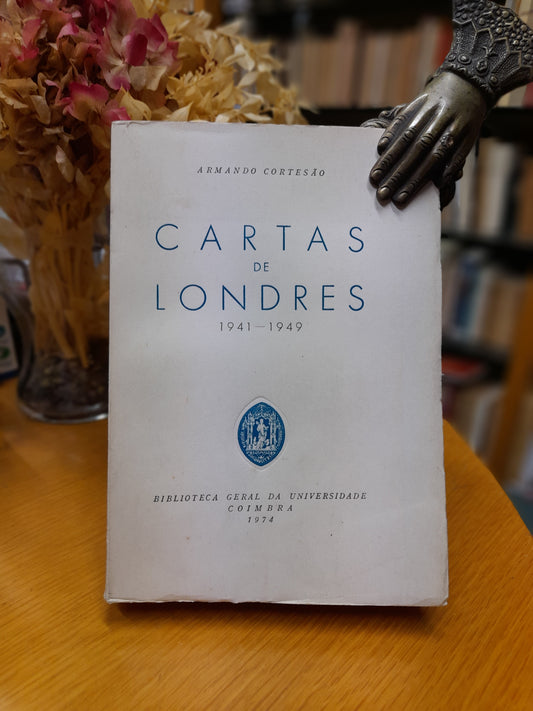 ARMANDO CORTESÃO
CARTAS
DE
LONDRES
1941—1949
BIBLIOTECA GERAL DA UNIVERSIDADE
COIMBRA
1974